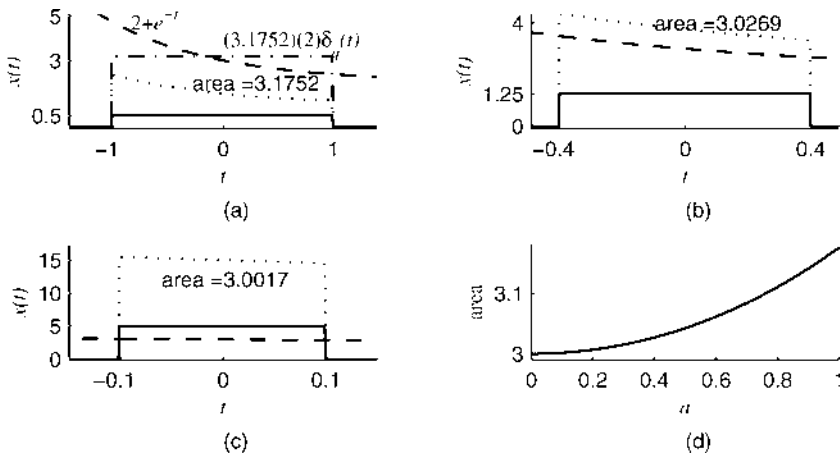 5
3
0.5
x(t)
2+e^{-t}
(3.1752)(2)δ_a(t)
area =3.1752
−1 0 1
t
(a)
4
1.25
0
x(t)
area =3.0269
−0.4 0 0.4
t
(b)
15
10
5
0
x(t)
area =3.0017
−0.1 0 0.1
t
(c)
3.1
3
area
0 0.2 0.4 0.6 0.8 1
a
(d)